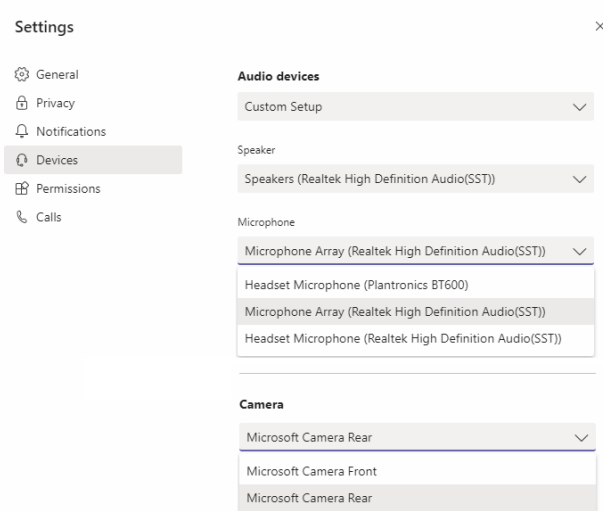 Settings
General
Privacy
Notifications
Devices
Permissions
Calls
Audio devices
Custom Setup
Speaker
Speakers (Realtek High Definition Audio(SST))
Microphone
Microphone Array (Realtek High Definition Audio(SST))
Headset Microphone (Plantronics BT600)
Microphone Array (Realtek High Definition Audio(SST))
Headset Microphone (Realtek High Definition Audio(SST))
Camera
Microsoft Camera Rear
Microsoft Camera Front
Microsoft Camera Rear